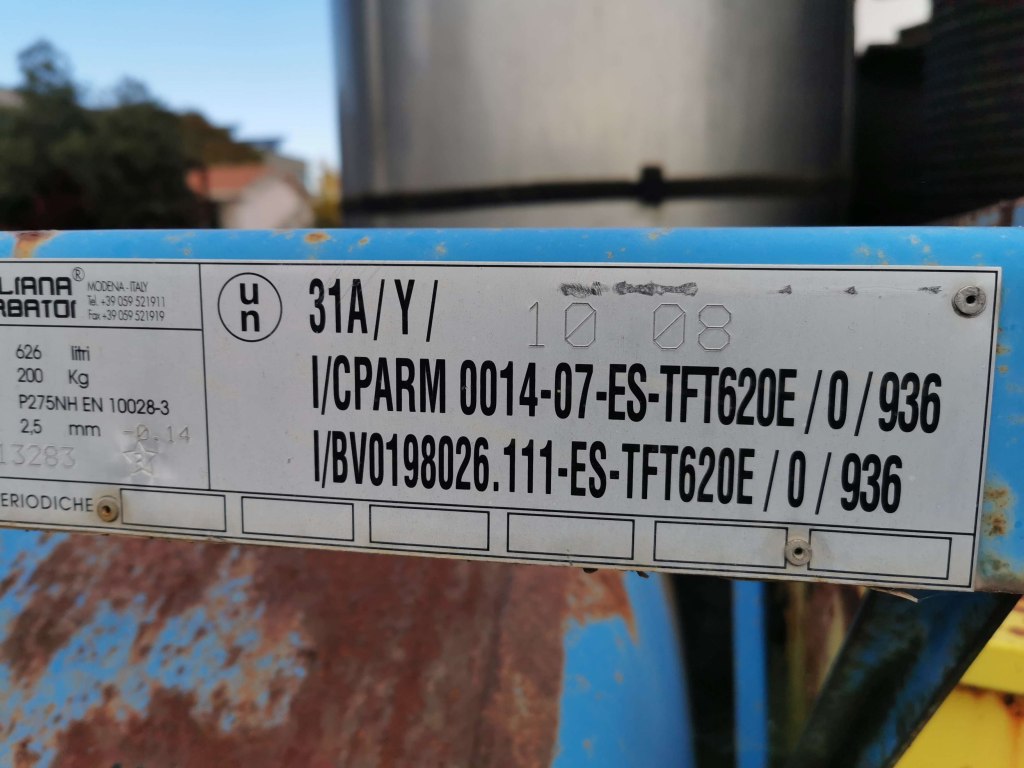 LIANA®
RBATOI
MODENA - ITALY
Tel. +39 059 521911
Fax +39 059 521919
626 litri
200 Kg
P275NH EN 10028-3
2,5 mm -0.14
13283
ERIODICHE
un
31A / Y / 10 08
I/CPARM 0014-07-ES-TFT620E / 0 / 936
I/BV0198026.111-ES-TFT620E / 0 / 936